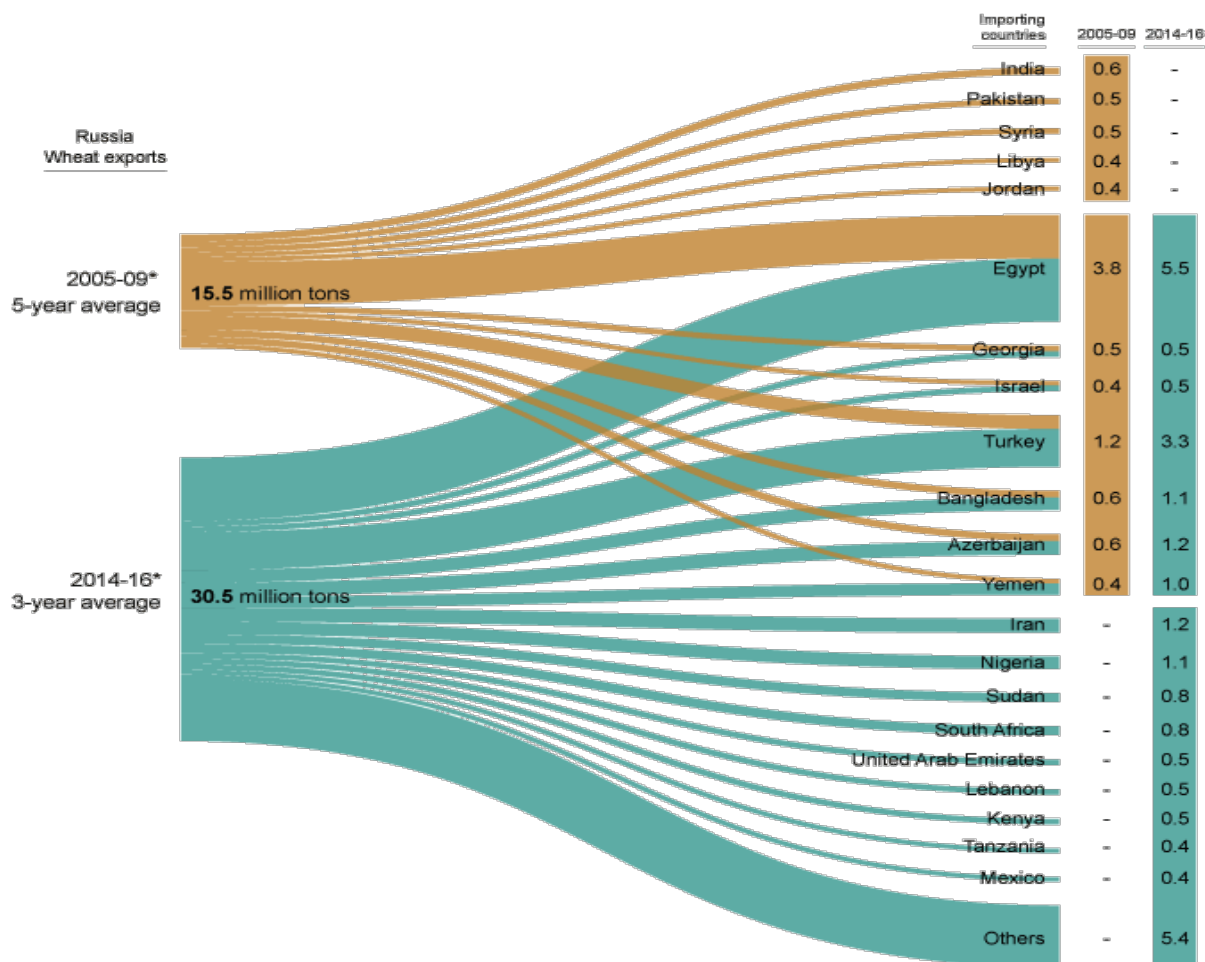 Importing
countries 2005-09 2014-16
Russia
Wheat exports
India 0.6 -
Pakistan 0.5 -
Syria 0.5 -
Libya 0.4 -
Jordan 0.4 -
2005-09*
5-year average
15.5 million tons
Egypt 3.8 5.5
Georgia 0.5 0.5
Israel 0.4 0.5
Turkey 1.2 3.3
Bangladesh 0.6 1.1
Azerbaijan 0.6 1.2
Yemen 0.4 1.0
2014-16*
3-year average
30.5 million tons
Iran - 1.2
Nigeria - 1.1
Sudan - 0.8
South Africa - 0.8
United Arab Emirates - 0.5
Lebanon - 0.5
Kenya - 0.5
Tanzania - 0.4
Mexico - 0.4
Others - 5.4